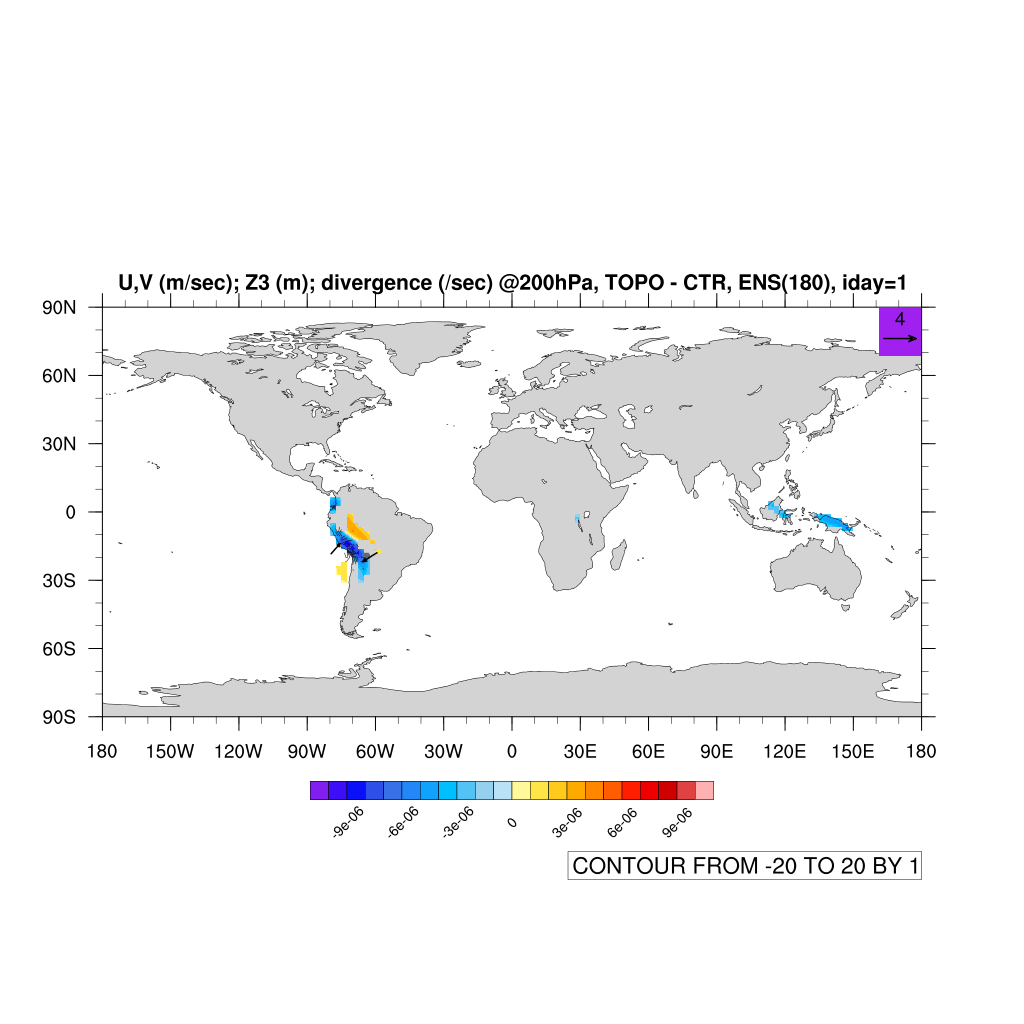 U,V (m/sec); Z3 (m); divergence (/sec) @200hPa, TOPO - CTR, ENS(180), iday=1
4
90N
60N
30N
0
30S
60S
90S
180 150W 120W 90W 60W 30W 0 30E 60E 90E 120E 150E 180
-9e-06 -6e-06 -3e-06 0 3e-06 6e-06 9e-06
CONTOUR FROM -20 TO 20 BY 1